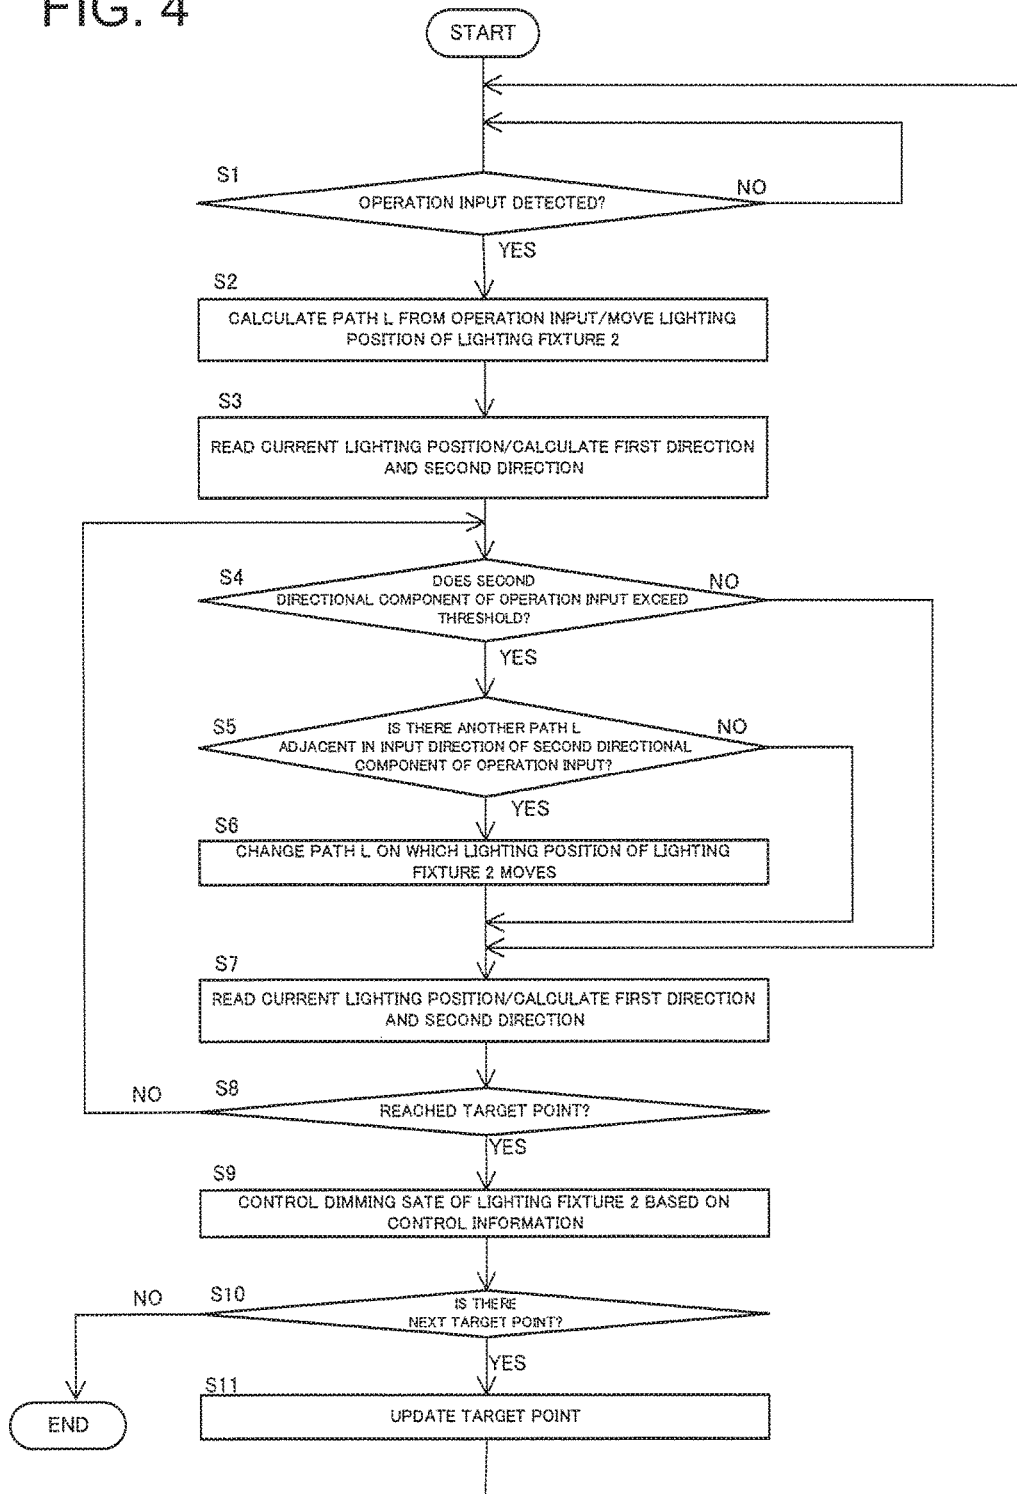 FIG. 4
START
S1
OPERATION INPUT DETECTED?
NO
YES
S2
CALCULATE PATH L FROM OPERATION INPUT/MOVE LIGHTING
POSITION OF LIGHTING FIXTURE 2
S3
READ CURRENT LIGHTING POSITION/CALCULATE FIRST DIRECTION
AND SECOND DIRECTION
S4
DOES SECOND
DIRECTIONAL COMPONENT OF OPERATION INPUT EXCEED
THRESHOLD?
NO
YES
S5
IS THERE ANOTHER PATH L
ADJACENT IN INPUT DIRECTION OF SECOND DIRECTIONAL
COMPONENT OF OPERATION INPUT?
NO
YES
S6
CHANGE PATH L ON WHICH LIGHTING POSITION OF LIGHTING
FIXTURE 2 MOVES
S7
READ CURRENT LIGHTING POSITION/CALCULATE FIRST DIRECTION
AND SECOND DIRECTION
NO
S8
REACHED TARGET POINT?
YES
S9
CONTROL DIMMING SATE OF LIGHTING FIXTURE 2 BASED ON
CONTROL INFORMATION
NO
S10
IS THERE
NEXT TARGET POINT?
YES
S11
UPDATE TARGET POINT
END